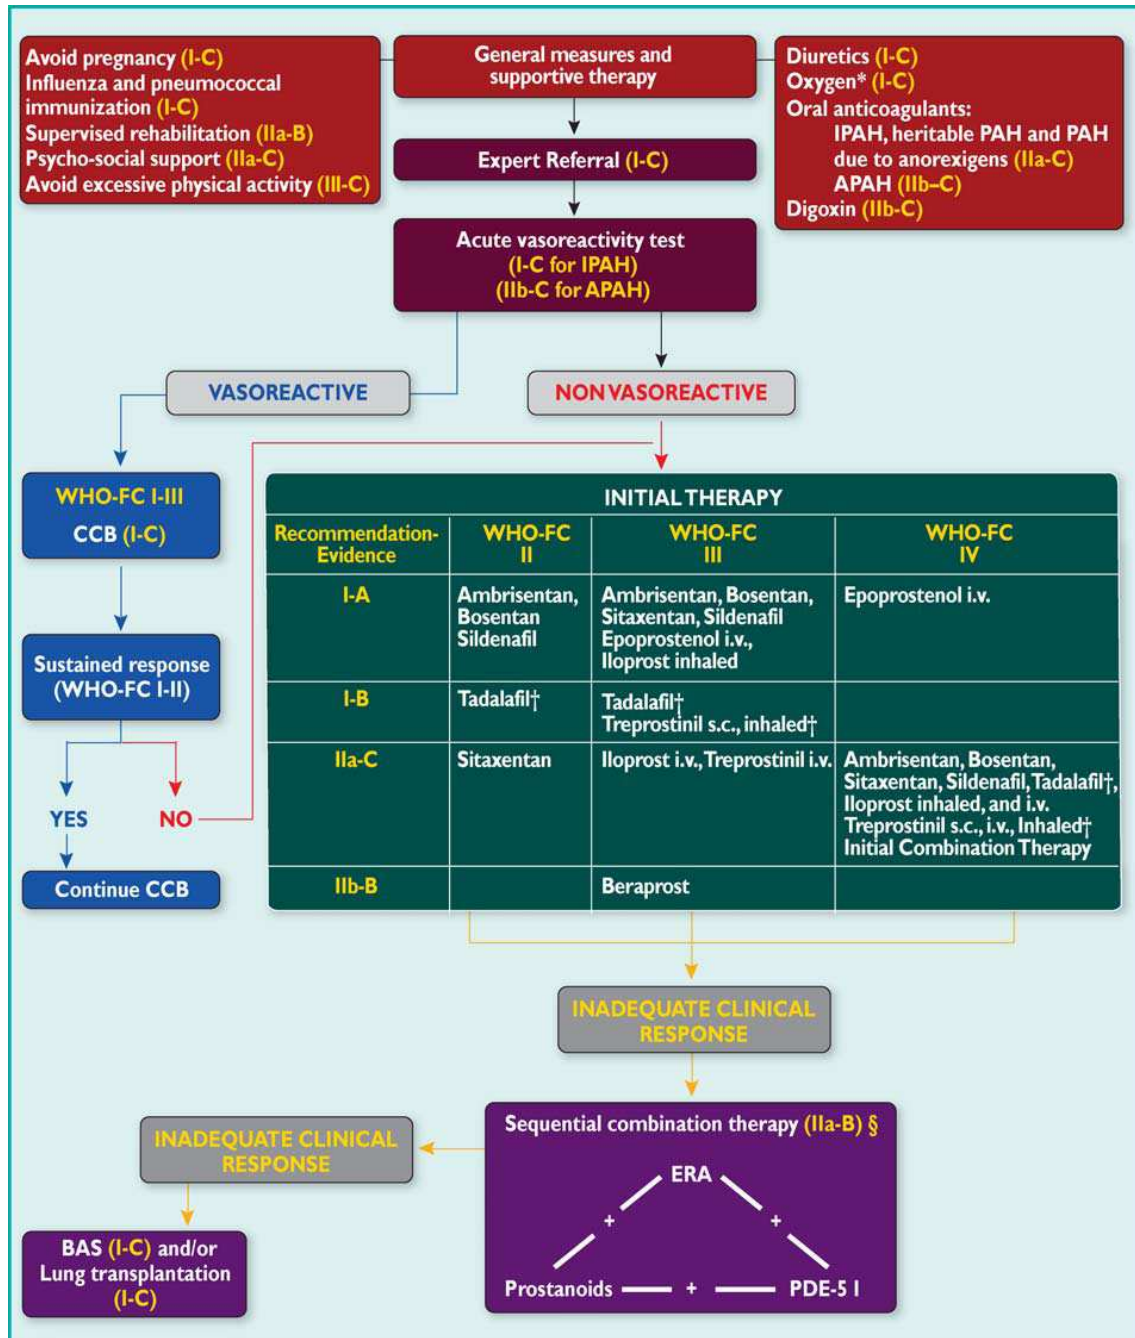 Avoid pregnancy (I-C)
Influenza and pneumococcal
immunization (I-C)
Supervised rehabilitation (IIa-B)
Psycho-social support (IIa-C)
Avoid excessive physical activity (III-C)
General measures and
supportive therapy
Diuretics (I-C)
Oxygen* (I-C)
Oral anticoagulants:
IPAH, heritable PAH and PAH
due to anorexigens (IIa-C)
APAH (IIb–C)
Digoxin (IIb-C)
Expert Referral (I-C)
Acute vasoreactivity test
(I-C for IPAH)
(IIb-C for APAH)
VASOREACTIVE
NON VASOREACTIVE
WHO-FC I-III
CCB (I-C)
Sustained response
(WHO-FC I-II)
YES
NO
Continue CCB
INITIAL THERAPY
Recommendation-
Evidence
WHO-FC
II
WHO-FC
III
WHO-FC
IV
I-A
Ambrisentan,
Bosentan
Sildenafil
Ambrisentan, Bosentan,
Sitaxentan, Sildenafil
Epoprostenol i.v.,
Iloprost inhaled
Epoprostenol i.v.
I-B
Tadalafil†
Tadalafil†
Treprostinil s.c., inhaled†
IIa-C
Sitaxentan
Iloprost i.v., Treprostinil i.v.
Ambrisentan, Bosentan,
Sitaxentan, Sildenafil, Tadalafil†,
Iloprost inhaled, and i.v.
Treprostinil s.c., i.v., Inhaled†
Initial Combination Therapy
IIb-B
Beraprost
INADEQUATE CLINICAL
RESPONSE
Sequential combination therapy (IIa-B) §
ERA
+
+
Prostanoids
+
PDE-5 I
INADEQUATE CLINICAL
RESPONSE
BAS (I-C) and/or
Lung transplantation
(I-C)